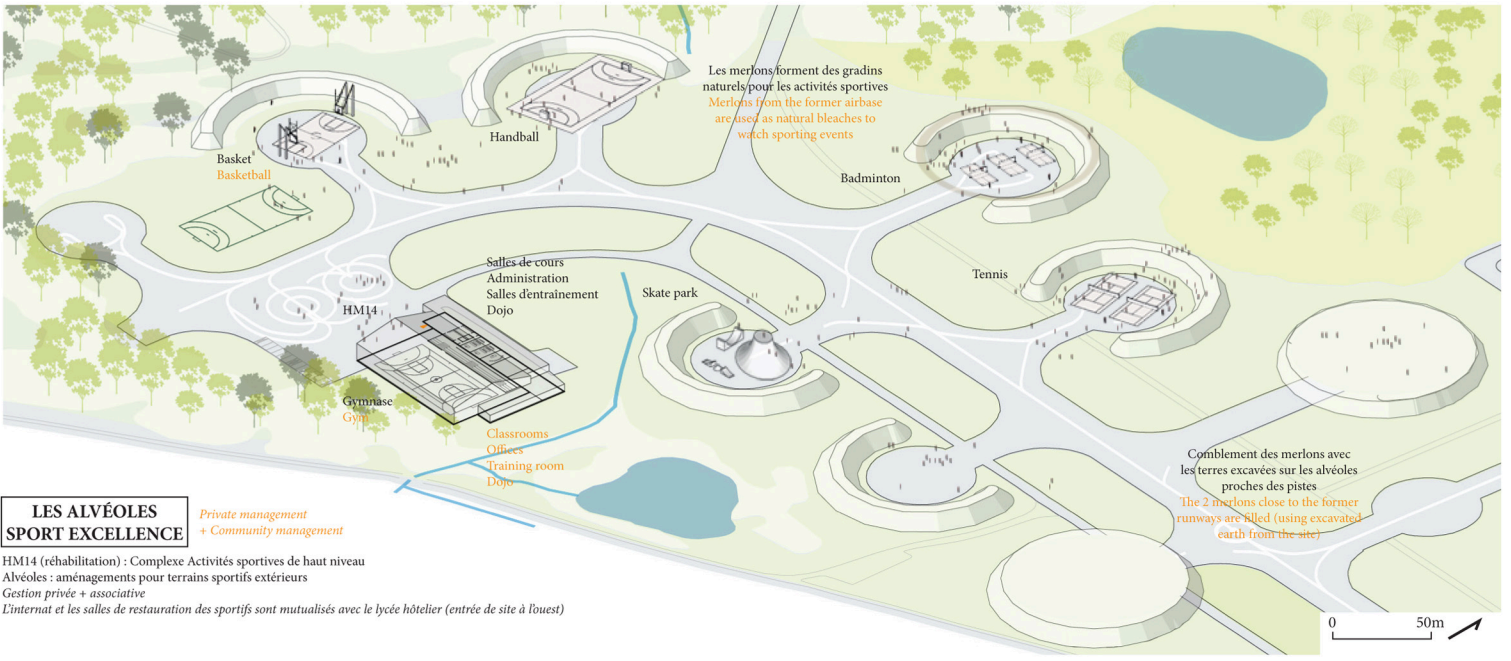 Les merlons forment des gradins
naturels pour les activités sportives
Merlons from the former airbase
are used as natural bleaches to
watch sporting events
Handball
Basket
Basketball
Badminton
Tennis
Salles de cours
Administration
Salles d'entraînement
Dojo
Skate park
HM14
Gymnase
Gym
Classrooms
Offices
Training room
Dojo
Comblement des merlons avec
les terres excavées sur les alvéoles
proches des pistes
The 2 merlons close to the former
runways are filled (using excavated
earth from the site)
LES ALVÉOLES
SPORT EXCELLENCE
Private management
+ Community management
HM14 (réhabilitation) : Complexe Activités sportives de haut niveau
Alvéoles : aménagements pour terrains sportifs extérieurs
Gestion privée + associative
L'internat et les salles de restauration des sportifs sont mutualisés avec le lycée hôtelier (entrée de site à l'ouest)
0 50m